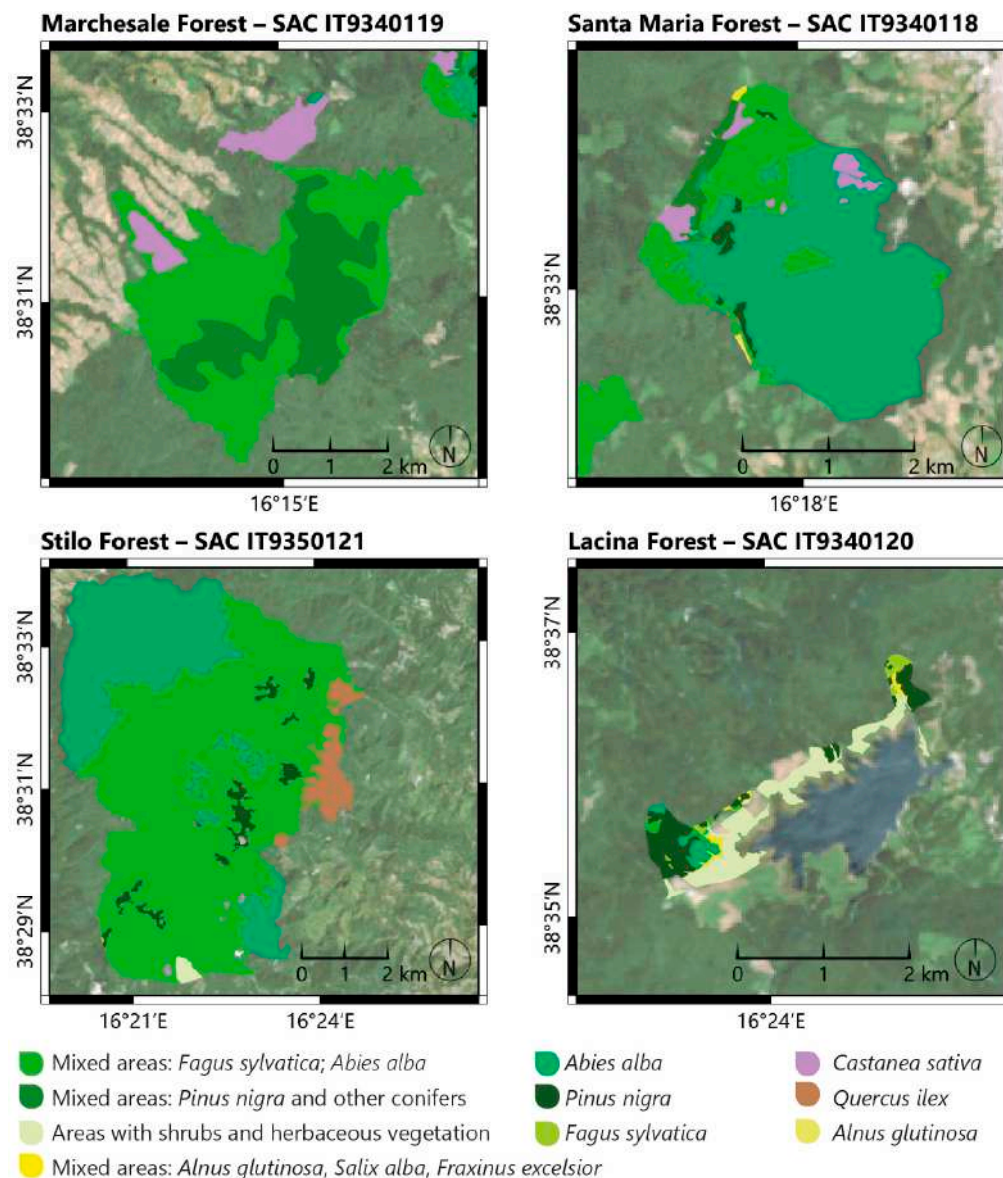 Marchesale Forest – SAC IT9340119
38°33'N
38°31'N
0 1 2 km
N
16°15'E
Santa Maria Forest – SAC IT9340118
38°33'N
0 1 2 km
N
16°18'E
Stilo Forest – SAC IT9350121
38°33'N
38°31'N
38°29'N
0 1 2 km
N
16°21'E 16°24'E
Lacina Forest – SAC IT9340120
38°37'N
38°35'N
0 1 2 km
N
16°24'E
Mixed areas: Fagus sylvatica; Abies alba
Mixed areas: Pinus nigra and other conifers
Areas with shrubs and herbaceous vegetation
Mixed areas: Alnus glutinosa, Salix alba, Fraxinus excelsior
Abies alba
Pinus nigra
Fagus sylvatica
Castanea sativa
Quercus ilex
Alnus glutinosa